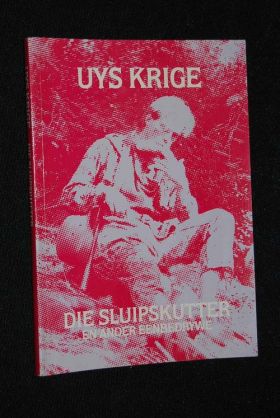 UYS KRIGE
DIE SLUIPSKUTTER
EN ANDER EENBEDRYWE